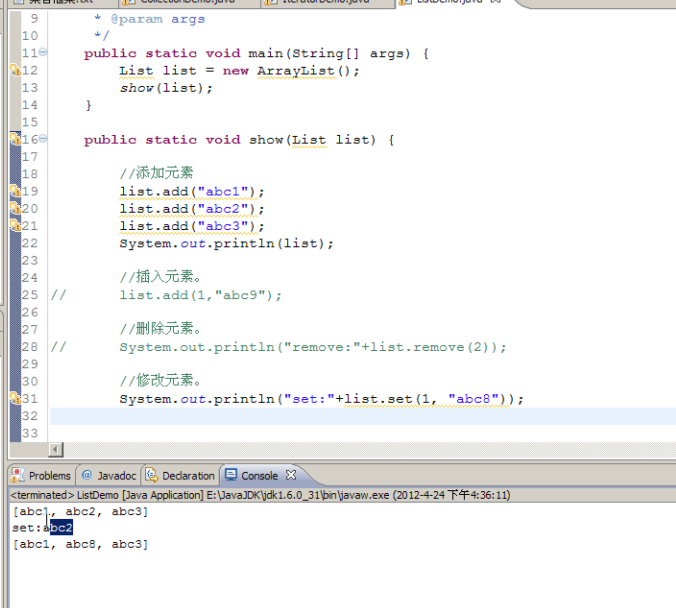 集合框架.txt CollectionDemo.java IteratorDemo.java ListDemo.java
9 * @param args
10 */
11 public static void main(String[] args) {
12 List list = new ArrayList();
13 show(list);
14 }
15
16 public static void show(List list) {
17
18 //添加元素
19 list.add("abc1");
20 list.add("abc2");
21 list.add("abc3");
22 System.out.println(list);
23
24 //插入元素。
25 // list.add(1,"abc9");
26
27 //删除元素。
28 // System.out.println("remove:"+list.remove(2));
29
30 //修改元素。
31 System.out.println("set:"+list.set(1, "abc8"));
32
33
Problems @ Javadoc Declaration Console
<terminated> ListDemo [Java Application] E:\JavaJDK\jdk1.6.0_31\bin\javaw.exe (2012-4-24 下午4:36:11)
[abc1, abc2, abc3]
set:abc2
[abc1, abc8, abc3]